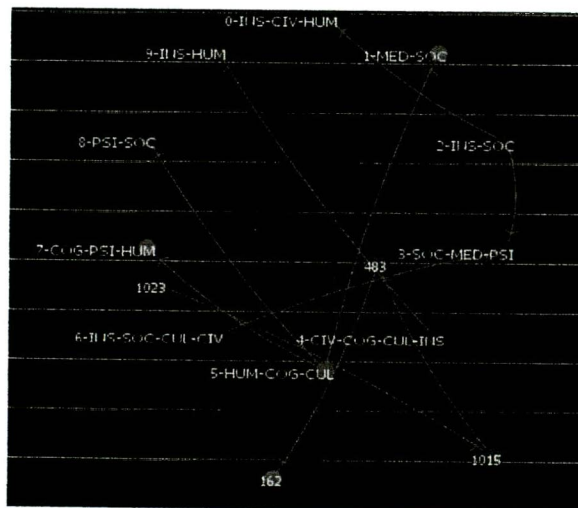 0-INS-CIV-HUM
9-INS-HUM
1-MED-SOC
8-PSI-SOC
2-INS-SOC
7-COG-PSI-HUM
3-SOC-MED-PSI
483
1023
6-INS-SOC-CUL-CIV
4-CIV-COG-CUL-INS
5-HUM-COG-CUL
1015
162